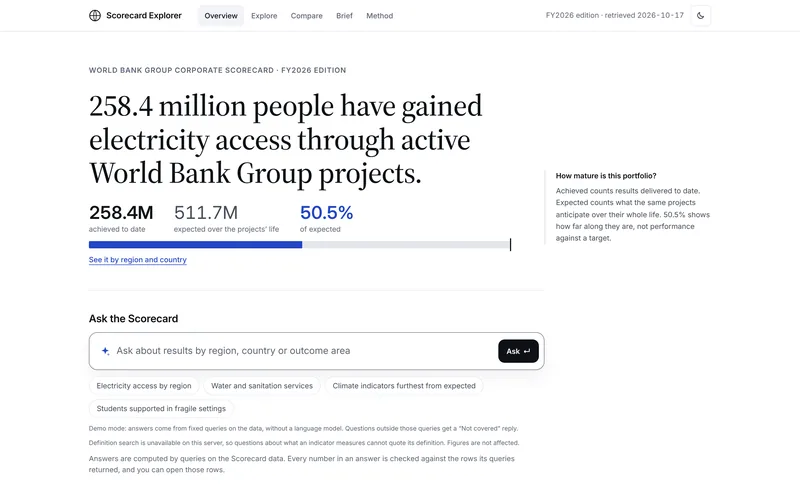 Scorecard Explorer
Overview
Explore
Compare
Brief
Method
FY2026 edition · retrieved 2026-10-17
WORLD BANK GROUP CORPORATE SCORECARD · FY2026 EDITION
258.4 million people have gained
electricity access through active
World Bank Group projects.
258.4M
achieved to date
511.7M
expected over the projects' life
50.5%
of expected
See it by region and country
How mature is this portfolio?
Achieved counts results delivered to date.
Expected counts what the same projects
anticipate over their whole life. 50.5% shows
how far along they are, not performance
against a target.
Ask the Scorecard
Ask about results by region, country or outcome area
Ask ↵
Electricity access by region
Water and sanitation services
Climate indicators furthest from expected
Students supported in fragile settings
Demo mode: answers come from fixed queries on the data, without a language model. Questions outside those queries get a "Not covered" reply.
Definition search is unavailable on this server, so questions about what an indicator measures cannot quote its definition. Figures are not affected.
Answers are computed by queries on the Scorecard data. Every number in an answer is checked against the rows its queries
returned, and you can open those rows.